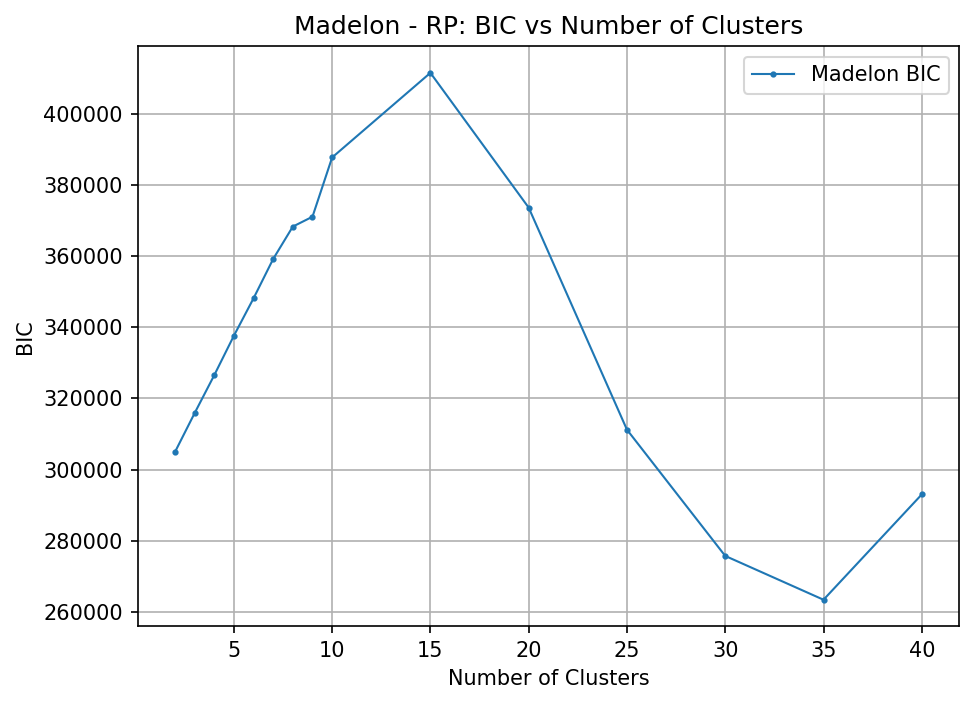 Madelon - RP: BIC vs Number of Clusters
Madelon BIC
400000
380000
360000
340000
320000
300000
280000
260000
BIC
5 10 15 20 25 30 35 40
Number of Clusters